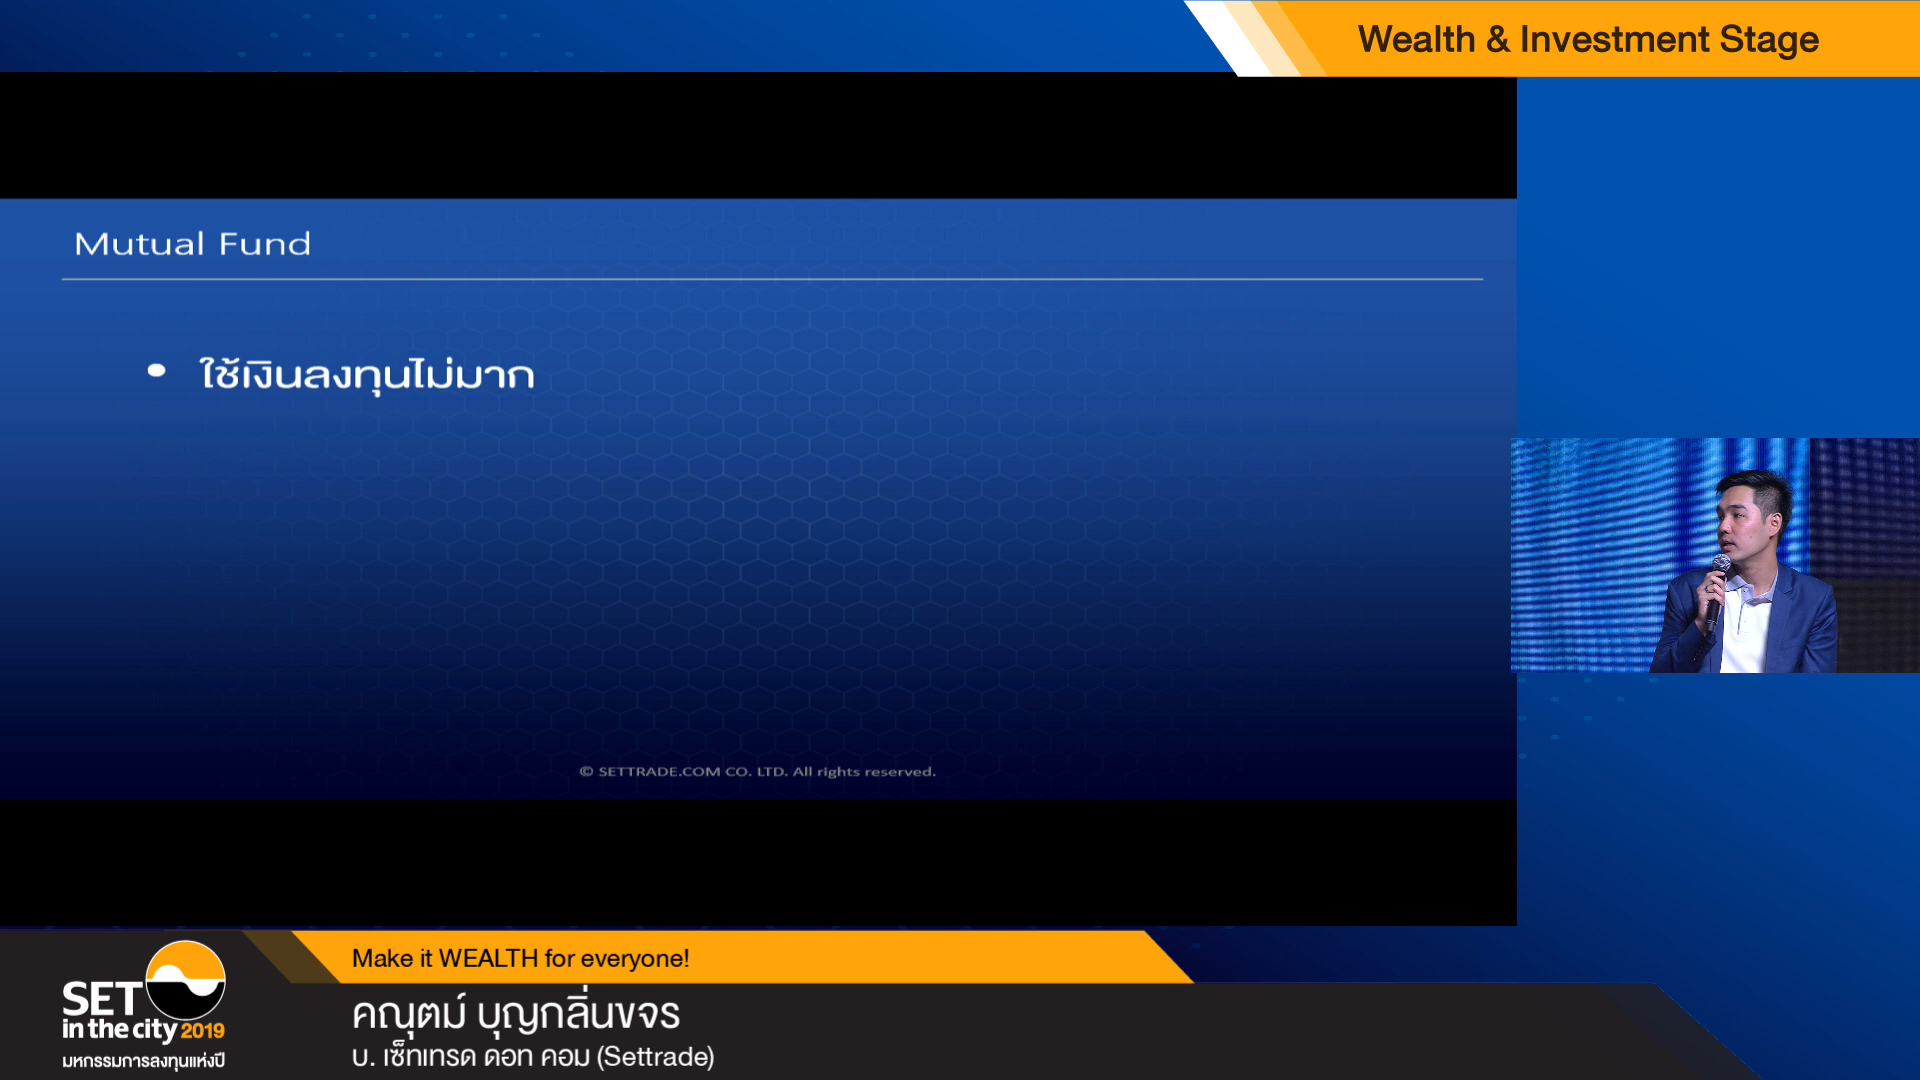 Wealth & Investment Stage
Mutual Fund
• ใช้เงินลงทุนไม่มาก
© SETTRADE.COM CO. LTD. All rights reserved.
Make it WEALTH for everyone!
SET
in the city 2019
มหกรรมการลงทุนแห่งปี
คณุตม์ บุญกลิ่นขจร
บ. เซ็ทเทรด ดอท คอม (Settrade)